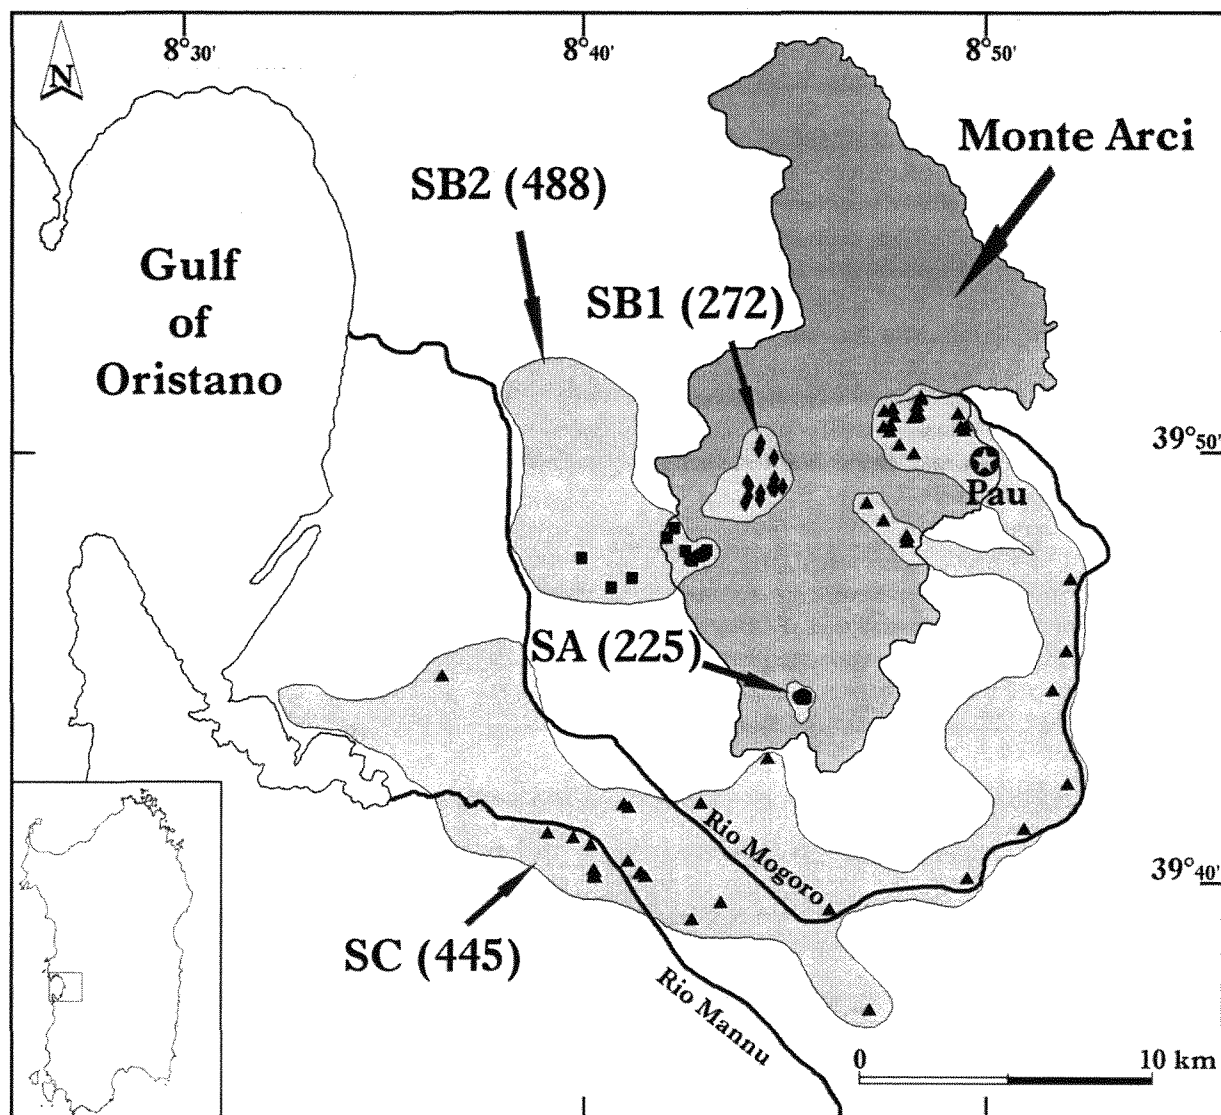 8°30'
8°40'
8°50'
N
Monte Arci
SB2 (488)
Gulf
of
Oristano
SB1 (272)
39°50'
Pau
SA (225)
Rio Mogoro
39°40'
SC (445)
Rio Mannu
0
10 km